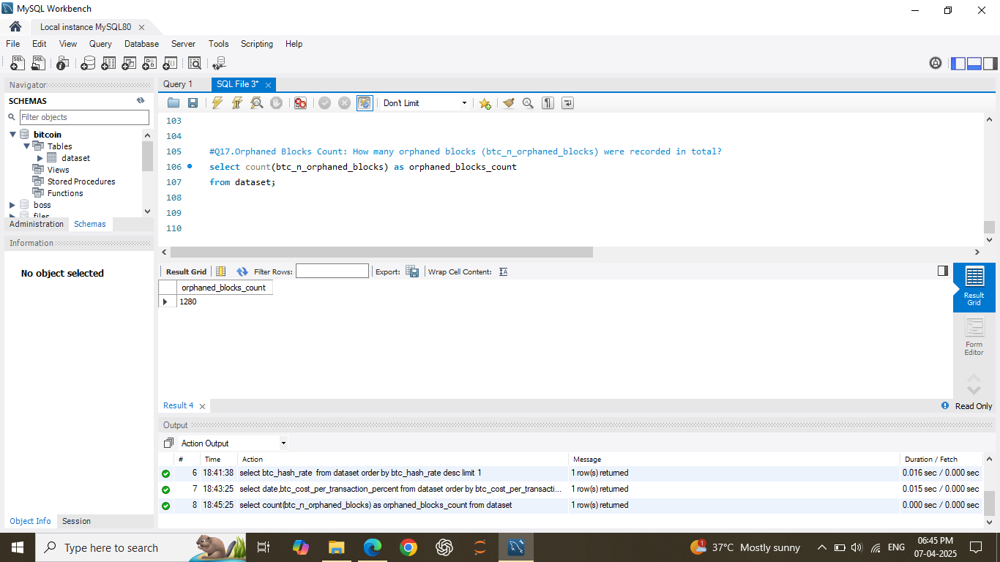 MySQL Workbench
Local instance MySQL80
File Edit View Query Database Server Tools Scripting Help
Navigator
SCHEMAS
Filter objects
bitcoin
Tables
dataset
Views
Stored Procedures
Functions
boss
files
Administration Schemas
Information
No object selected
Object Info Session
Query 1 SQL File 3*
Don't Limit
103
104
105 #Q17.Orphaned Blocks Count: How many orphaned blocks (btc_n_orphaned_blocks) were recorded in total?
106 select count(btc_n_orphaned_blocks) as orphaned_blocks_count
107 from dataset;
108
109
110
Result Grid Filter Rows: Export: Wrap Cell Content:
orphaned_blocks_count
1280
Result Grid
Form Editor
Result 4 Read Only
Output
Action Output
# Time Action Message Duration / Fetch
6 18:41:38 select btc_hash_rate from dataset order by btc_hash_rate desc limit 1 1 row(s) returned 0.016 sec / 0.000 sec
7 18:43:25 select date,btc_cost_per_transaction_percent from dataset order by btc_cost_per_transacti... 1 row(s) returned 0.015 sec / 0.000 sec
8 18:45:25 select count(btc_n_orphaned_blocks) as orphaned_blocks_count from dataset 1 row(s) returned 0.000 sec / 0.000 sec
Type here to search
1
37°C Mostly sunny
ENG
06:45 PM
07-04-2025